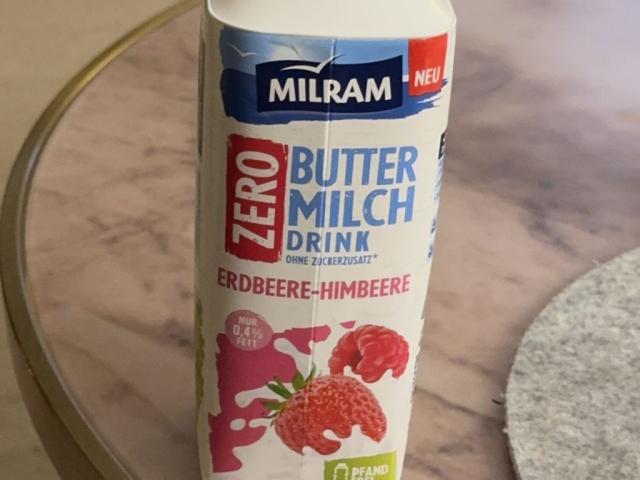 MILRAM
NEU
ZERO
BUTTER
MILCH
DRINK
OHNE ZUCKERZUSATZ*
ERDBEERE-HIMBEERE
NUR
0,4%
FETT
PFAND